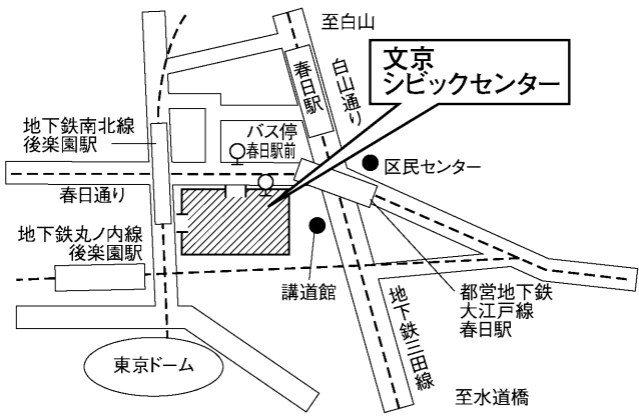 至白山
文京
シビックセンター
春日駅
白山通り
地下鉄南北線
後楽園駅
バス停
春日駅前
区民センター
春日通り
地下鉄丸ノ内線
後楽園駅
講道館
都営地下鉄
大江戸線
春日駅
地下鉄三田線
東京ドーム
至水道橋